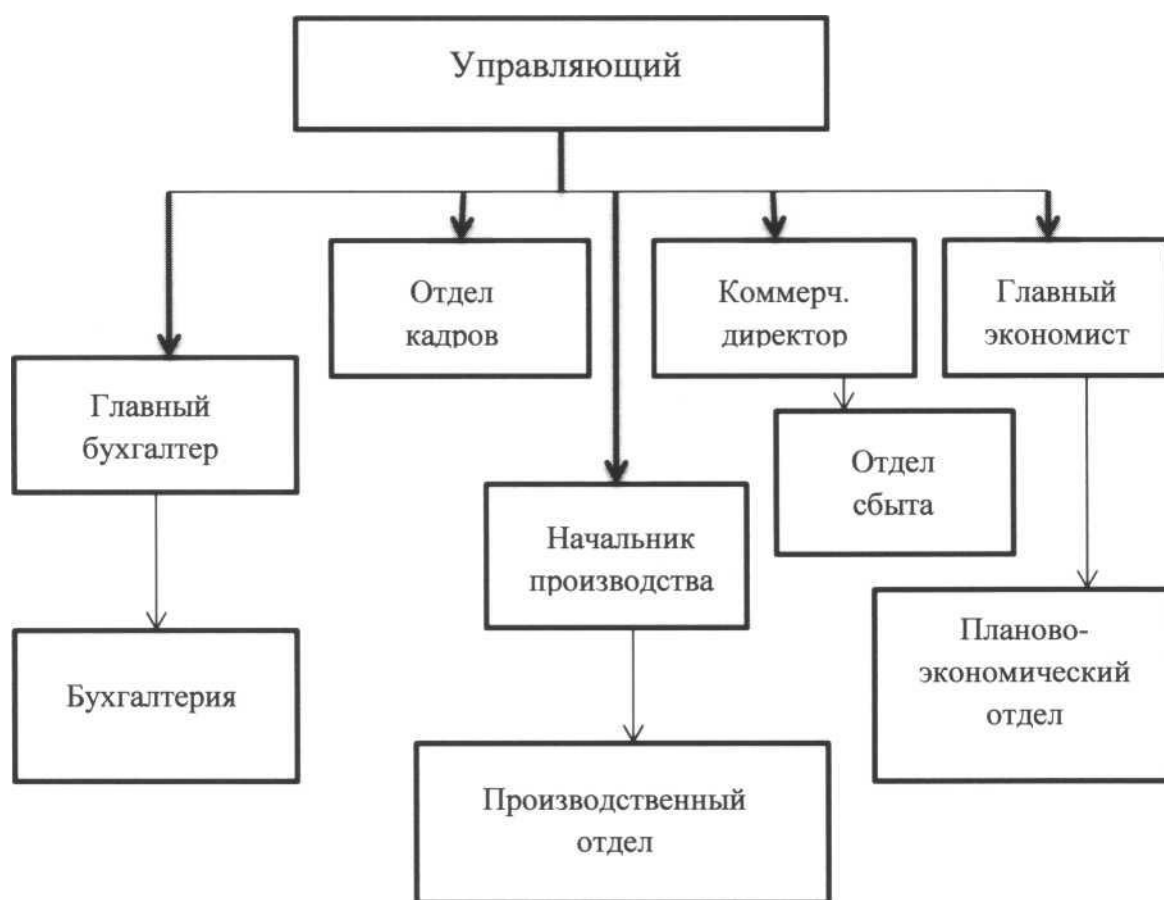 Управляющий
Отдел
кадров
Коммерч.
директор
Главный
экономист
Главный
бухгалтер
Отдел
сбыта
Начальник
производства
Планово-
экономический
отдел
Бухгалтерия
Производственный
отдел